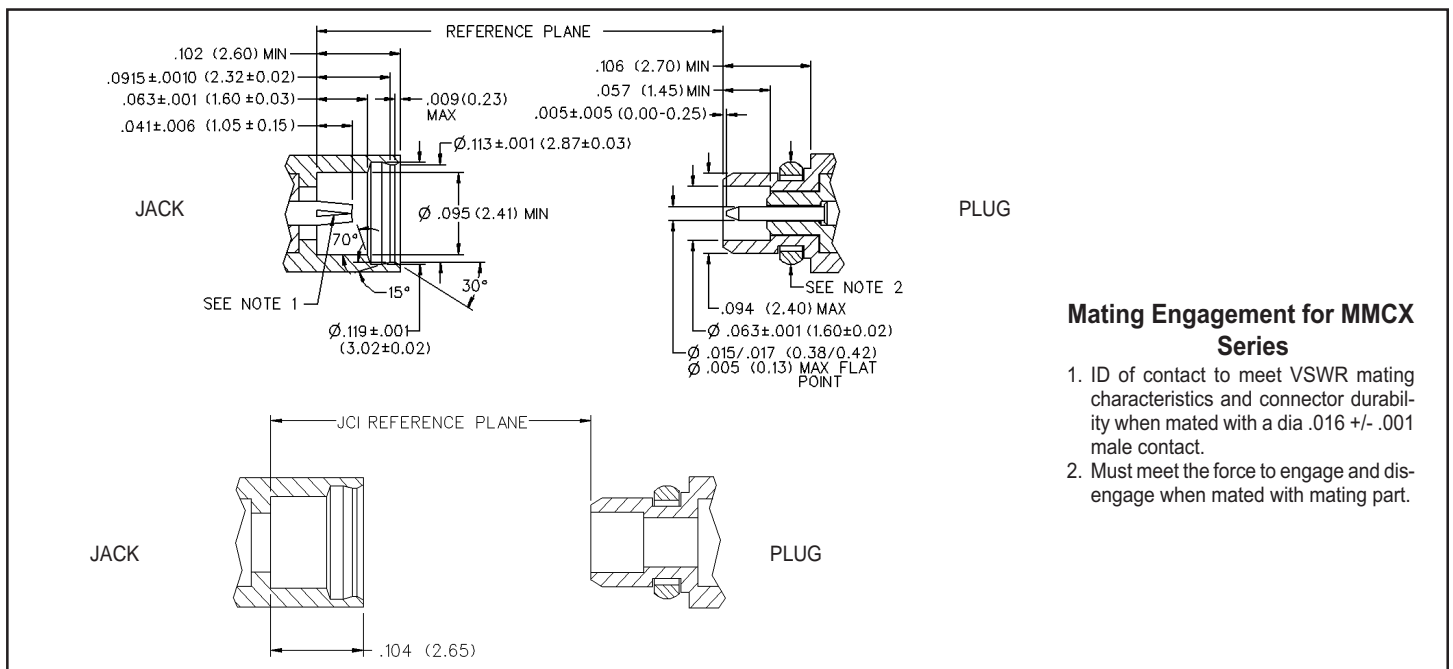 REFERENCE PLANE
.102 (2.60) MIN
.0915±.0010 (2.32±0.02)
.063±.001 (1.60 ±0.03)
.041±.006 (1.05 ±0.15)
.009(0.23)
MAX
Ø.113±.001 (2.87±0.03)
JACK
Ø .095 (2.41) MIN
70°
15°
30°
SEE NOTE 1
Ø.119±.001
(3.02±0.02)
.106 (2.70) MIN
.057 (1.45) MIN
.005±.005 (0.00-0.25)
PLUG
SEE NOTE 2
.094 (2.40) MAX
Ø .063±.001 (1.60±0.02)
Ø .015/.017 (0.38/0.42)
Ø .005 (0.13) MAX FLAT
POINT
Mating Engagement for MMCX
Series
1. ID of contact to meet VSWR mating
characteristics and connector durabil-
ity when mated with a dia .016 +/- .001
male contact.
2. Must meet the force to engage and dis-
engage when mated with mating part.
JCI REFERENCE PLANE
JACK
PLUG
.104 (2.65)